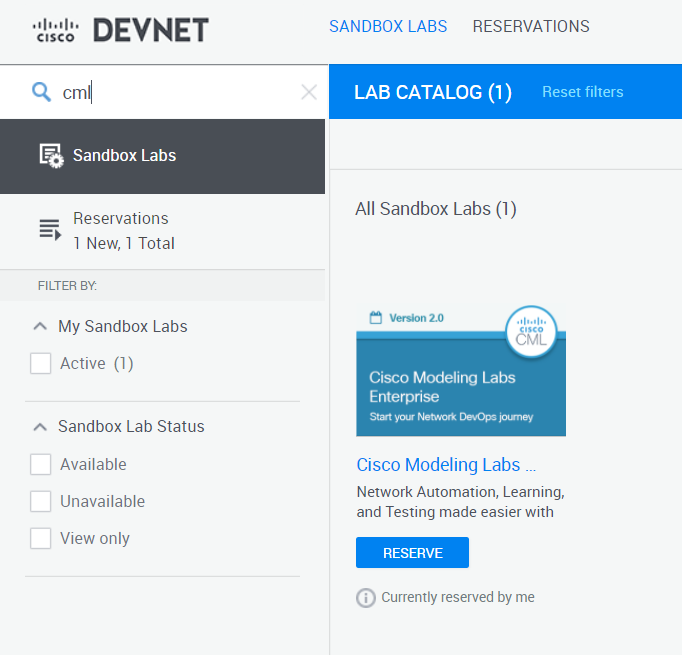 CISCO DEVNET
SANDBOX LABS RESERVATIONS
cml
LAB CATALOG (1) Reset filters
Sandbox Labs
Reservations
1 New, 1 Total
FILTER BY:
My Sandbox Labs
Active (1)
Sandbox Lab Status
Available
Unavailable
View only
All Sandbox Labs (1)
Version 2.0
CISCO
CML
Cisco Modeling Labs
Enterprise
Start your Network DevOps journey
Cisco Modeling Labs ...
Network Automation, Learning,
and Testing made easier with
RESERVE
Currently reserved by me